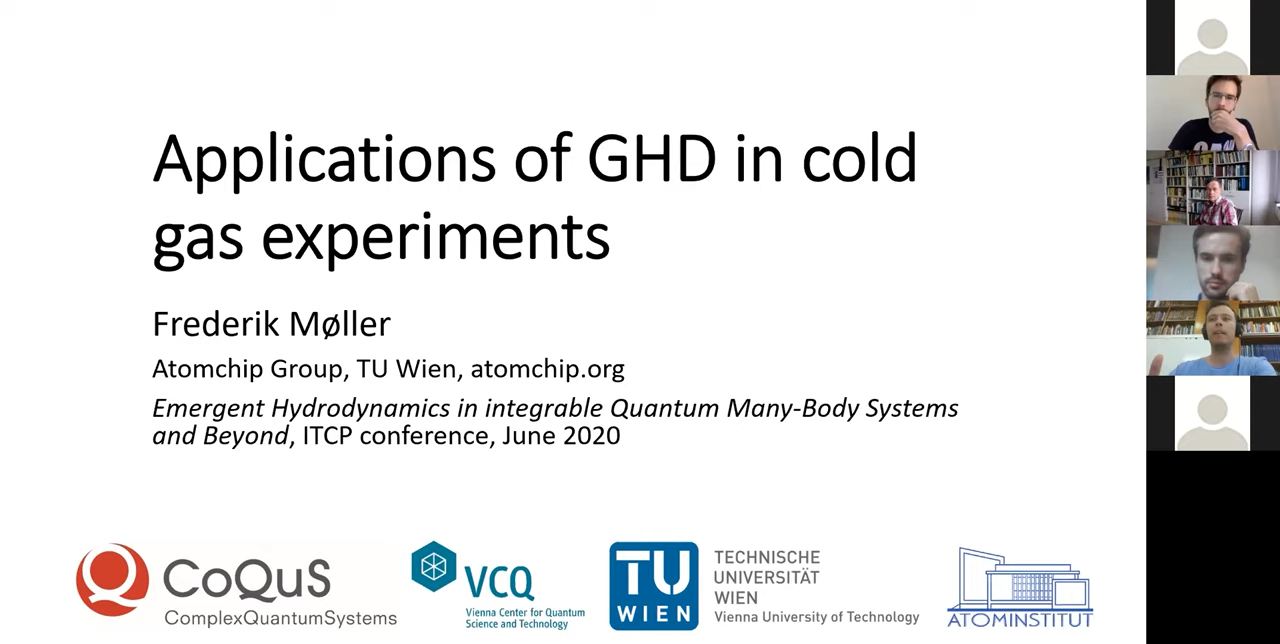 Applications of GHD in cold
gas experiments
Frederik Møller
Atomchip Group, TU Wien, atomchip.org
Emergent Hydrodynamics in integrable Quantum Many-Body Systems
and Beyond, ITCP conference, June 2020
CoQuS
ComplexQuantumSystems
VCQ
Vienna Center for Quantum
Science and Technology
TU
WIEN
TECHNISCHE
UNIVERSITÄT
WIEN
Vienna University of Technology
ATOMINSTITUT